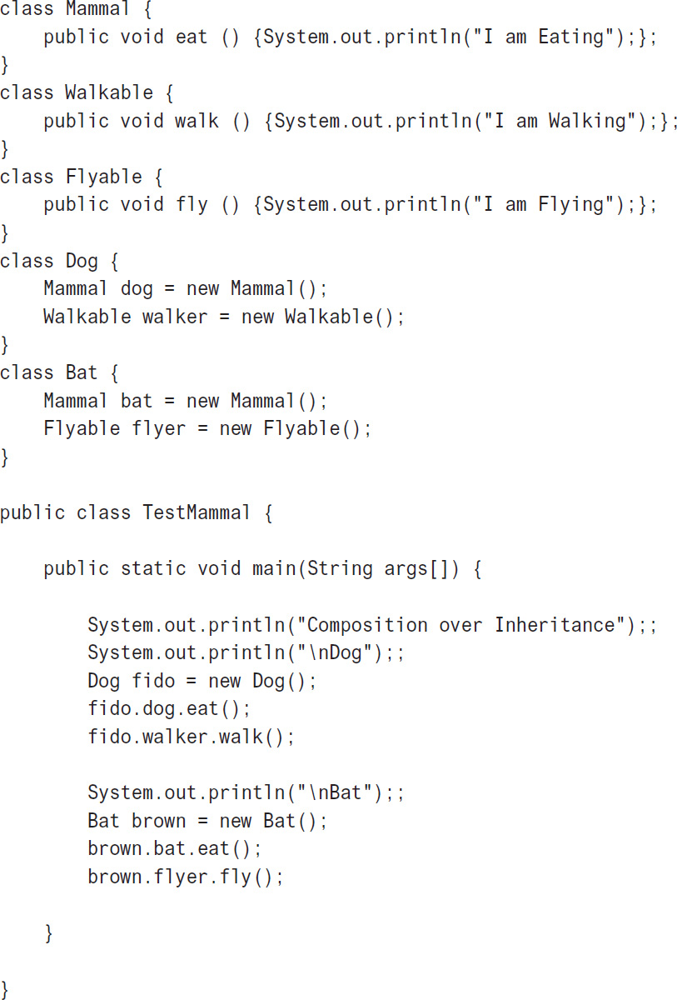 class Mammal {
    public void eat () {System.out.println("I am Eating");};
}
class Walkable {
    public void walk () {System.out.println("I am Walking");};
}
class Flyable {
    public void fly () {System.out.println("I am Flying");};
}
class Dog {
    Mammal dog = new Mammal();
    Walkable walker = new Walkable();
}
class Bat {
    Mammal bat = new Mammal();
    Flyable flyer = new Flyable();
}

public class TestMammal {

    public static void main(String args[]) {

        System.out.println("Composition over Inheritance");;
        System.out.println("\nDog");;
        Dog fido = new Dog();
        fido.dog.eat();
        fido.walker.walk();

        System.out.println("\nBat");;
        Bat brown = new Bat();
        brown.bat.eat();
        brown.flyer.fly();

    }

}